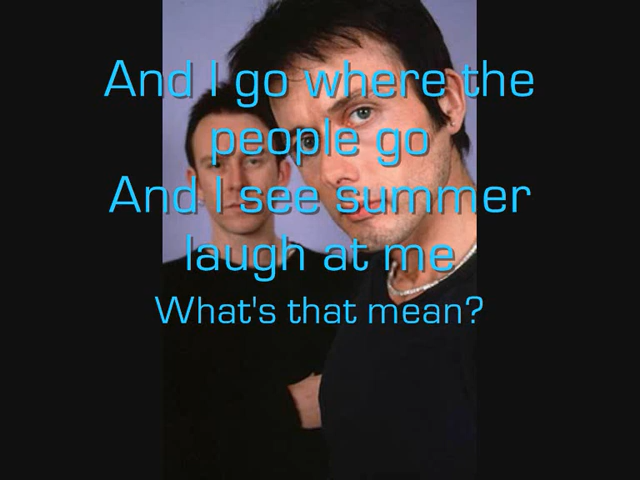 And I go where the
people go
And I see summer
laugh at me
What's that mean?